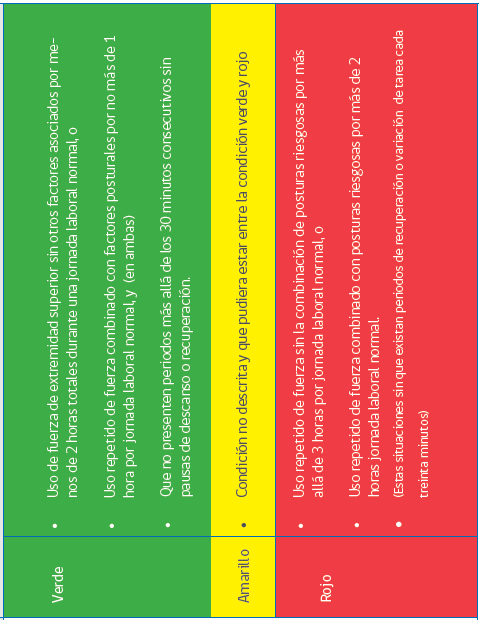 Verde
• Uso de fuerza de extremidad superior sin otros factores asociados por me-
nos de 2 horas totales durante una jornada laboral normal, o
• Uso repetido de fuerza combinado con factores posturales por no más de 1
hora por jornada laboral normal, y (en ambas)
• Que no presenten periodos más allá de los 30 minutos consecutivos sin
pausas de descanso o recuperación.
Amarillo
• Condición no descrita y que pudiera estar entre la condición verde y rojo
Rojo
• Uso repetido de fuerza sin la combinación de posturas riesgosas por más
allá de 3 horas por jornada laboral normal, o
• Uso repetido de fuerza combinado con posturas riesgosas por más de 2
horas jornada laboral normal.
• (Estas situaciones sin que existan periodos de recuperación o variación de tarea cada
treinta minutos)